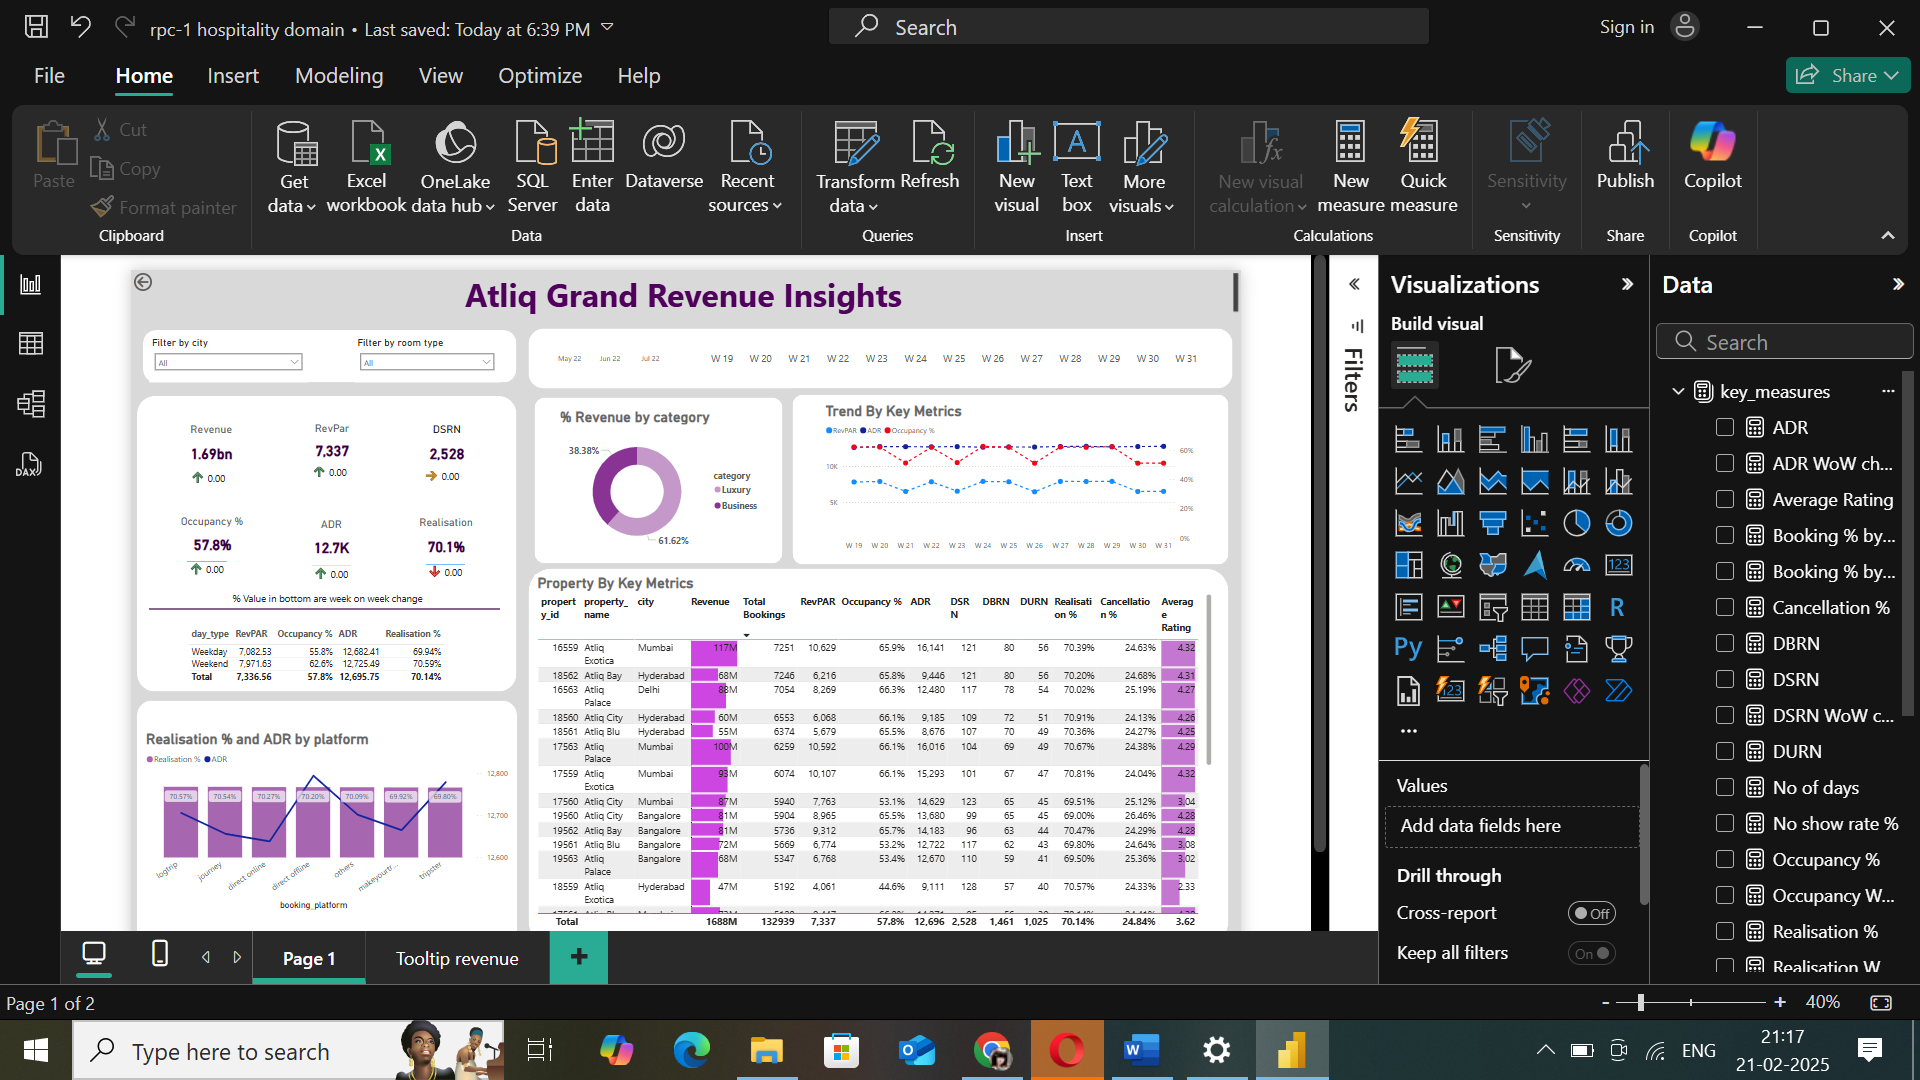 rpc-1 hospitality domain • Last saved: Today at 6:39 PM
Search
Sign in
File Home Insert Modeling View Optimize Help
Share
Paste
Cut
Copy
Format painter
Clipboard
Get data
Excel workbook
OneLake data hub
SQL Server
Enter data
Dataverse
Recent sources
Data
Transform data
Refresh
Queries
New visual
Text box
More visuals
Insert
New visual calculation
New measure
Quick measure
Calculations
Sensitivity
Sensitivity
Publish
Share
Copilot
Copilot
Atliq Grand Revenue Insights
Filter by city
All
Filter by room type
All
May 22 Jun 22 Jul 22
W 19 W 20 W 21 W 22 W 23 W 24 W 25 W 26 W 27 W 28 W 29 W 30 W 31
Revenue
1.69bn
0.00
RevPar
7,337
0.00
DSRN
2,528
0.00
Occupancy %
57.8%
0.00
ADR
12.7K
0.00
Realisation
70.1%
0.00
% Value in bottom are week on week change
day_type RevPAR Occupancy % ADR Realisation %
Weekday 7,082.53 55.8% 12,682.41 69.94%
Weekend 7,971.63 62.6% 12,725.49 70.59%
Total 7,336.56 57.8% 12,695.75 70.14%
% Revenue by category
38.38%
61.62%
category
Luxury
Business
Trend By Key Metrics
RevPAR ADR Occupancy %
10K
5K
60%
40%
20%
0%
W 19 W 20 W 21 W 22 W 23 W 24 W 25 W 26 W 27 W 28 W 29 W 30 W 31
Realisation % and ADR by platform
Realisation % ADR
70.57% 70.54% 70.27% 70.20% 70.09% 69.92% 69.80%
12,800
12,700
12,600
logtrip journey direct online direct offline others makeyourtr... tripster
booking_platform
Property By Key Metrics
property_id property_name city Revenue Total Bookings RevPAR Occupancy % ADR DSRN DBRN DURN Realisation % Cancellation % Average Rating
16559 Atliq Exotica Mumbai 117M 7251 10,629 65.9% 16,141 121 80 56 70.39% 24.63% 4.32
18562 Atliq Bay Hyderabad 68M 7246 6,216 65.8% 9,446 121 80 56 70.20% 24.68% 4.31
16563 Atliq Palace Delhi 88M 7054 8,269 66.3% 12,480 117 78 54 70.02% 25.19% 4.27
18560 Atliq City Hyderabad 60M 6553 6,068 66.1% 9,185 109 72 51 70.91% 24.13% 4.26
18561 Atliq Blu Hyderabad 55M 6374 5,679 65.5% 8,676 107 70 49 70.36% 24.27% 4.25
17563 Atliq Palace Mumbai 100M 6259 10,592 66.1% 16,016 104 69 49 70.67% 24.38% 4.29
17559 Atliq Exotica Mumbai 93M 6074 10,107 66.1% 15,293 101 67 47 70.81% 24.04% 4.32
17560 Atliq City Mumbai 87M 5940 7,763 53.1% 14,629 123 65 45 69.51% 25.12% 3.04
19560 Atliq City Bangalore 81M 5904 8,965 65.5% 13,680 99 65 45 69.00% 26.46% 4.28
19562 Atliq Bay Bangalore 81M 5736 9,312 65.7% 14,183 96 63 44 70.47% 24.29% 4.28
19561 Atliq Blu Bangalore 72M 5669 6,774 53.2% 12,722 117 62 43 69.80% 24.64% 3.08
19563 Atliq Palace Bangalore 68M 5347 6,768 53.4% 12,670 110 59 41 69.50% 25.36% 3.02
18559 Atliq Exotica Hyderabad 47M 5192 4,061 44.6% 9,111 128 57 40 70.57% 24.33% 2.33
Total 1688M 132939 7,337 57.8% 12,696 2,528 1,461 1,025 70.14% 24.84% 3.62
Filters
Visualizations
Build visual
R
Py
123
Values
Add data fields here
Drill through
Cross-report
Off
Keep all filters
On
Data
Search
key_measures
ADR
ADR WoW ch...
Average Rating
Booking % by...
Booking % by...
Cancellation %
DBRN
DSRN
DSRN WoW c...
DURN
No of days
No show rate %
Occupancy %
Occupancy W...
Realisation %
Realisation W
Page 1
Tooltip revenue
Page 1 of 2
40%
Type here to search
ENG
21:17
21-02-2025